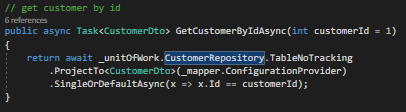 // get customer by id
6 references
public async Task<CustomerDto> GetCustomerByIdAsync(int customerId = 1)
{
return await _unitOfWork.CustomerRepository.TableNoTracking
.ProjectTo<CustomerDto>(_mapper.ConfigurationProvider)
.SingleOrDefaultAsync(x => x.Id == customerId);
}